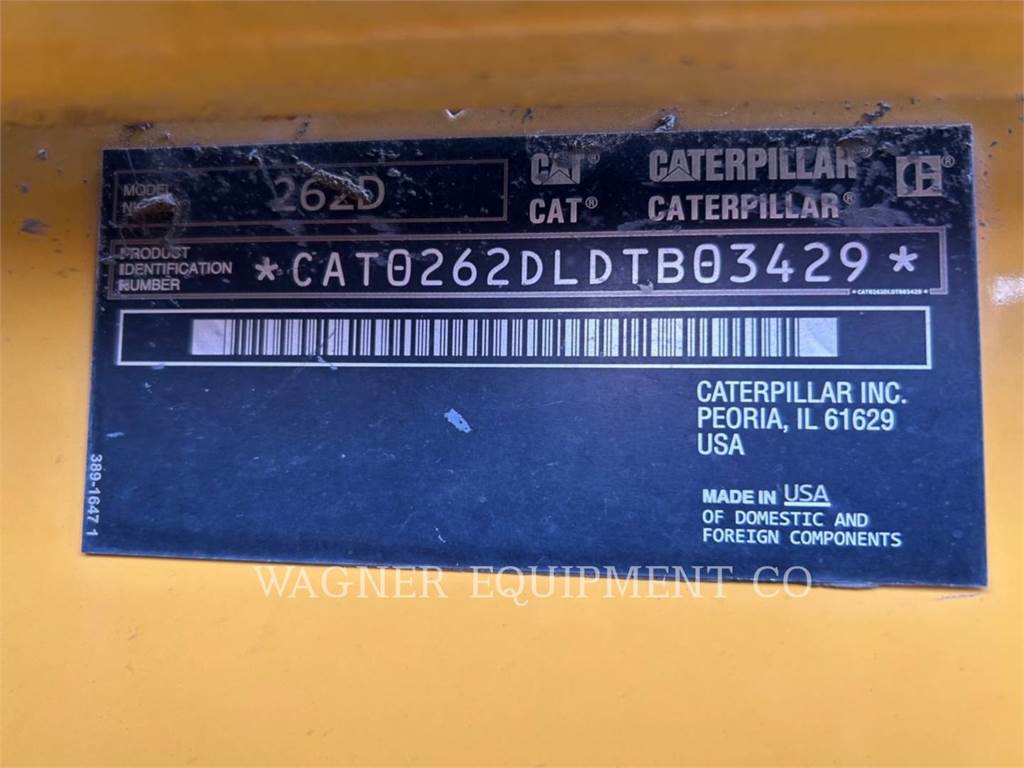 MODEL 262D
CAT® CATERPILLAR ®
CAT® CATERPILLAR®
PRODUCT
IDENTIFICATION
NUMBER
*CAT0262DLDTB03429*
*CAT0262DLDTB03429*
CATERPILLAR INC.
PEORIA, IL 61629
USA
389-1647 1
MADE IN USA
OF DOMESTIC AND
FOREIGN COMPONENTS
WAGNER EQUIPMENT CO